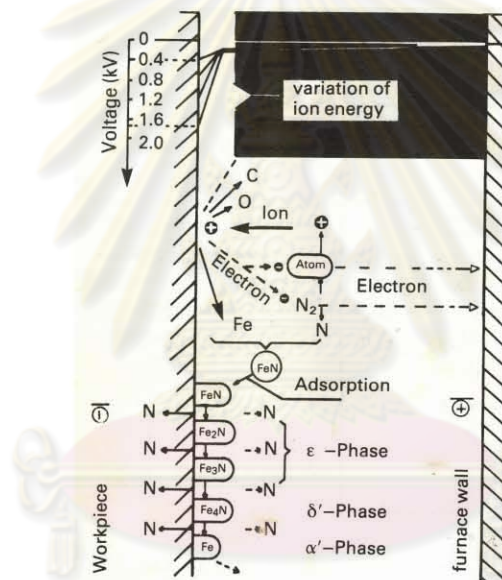 0
0.4
0.8
1.2
1.6
2.0
Voltage (kV)
variation of
ion energy
C
O
+
Ion
+
Electron
-
Atom
-
N₂
Electron
Fe
N
FeN
Adsorption
FeN
N
N
Fe₂N
N
N
Fe₃N
ε -Phase
N
N
Fe₄N
δ′-Phase
N
N
Fe
α′-Phase
Workpiece
-
furnace wall
+